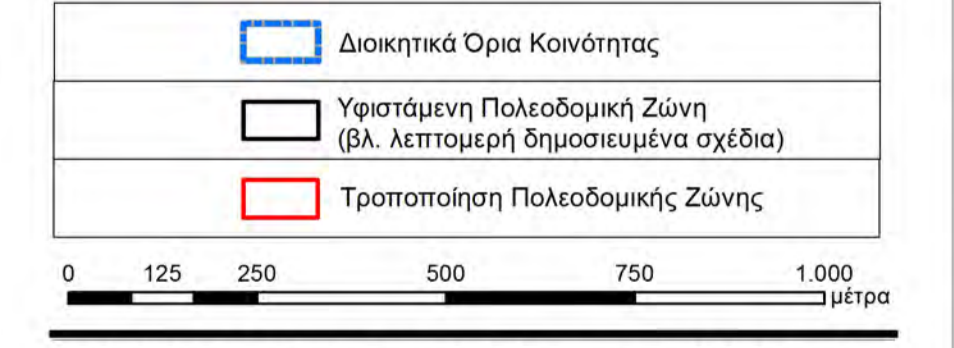 Διοικητικά Όρια Κοινότητας
Υφιστάμενη Πολεοδομική Ζώνη
(βλ. λεπτομερή δημοσιευμένα σχέδια)
Τροποποίηση Πολεοδομικής Ζώνης
0 125 250 500 750 1.000
μέτρα